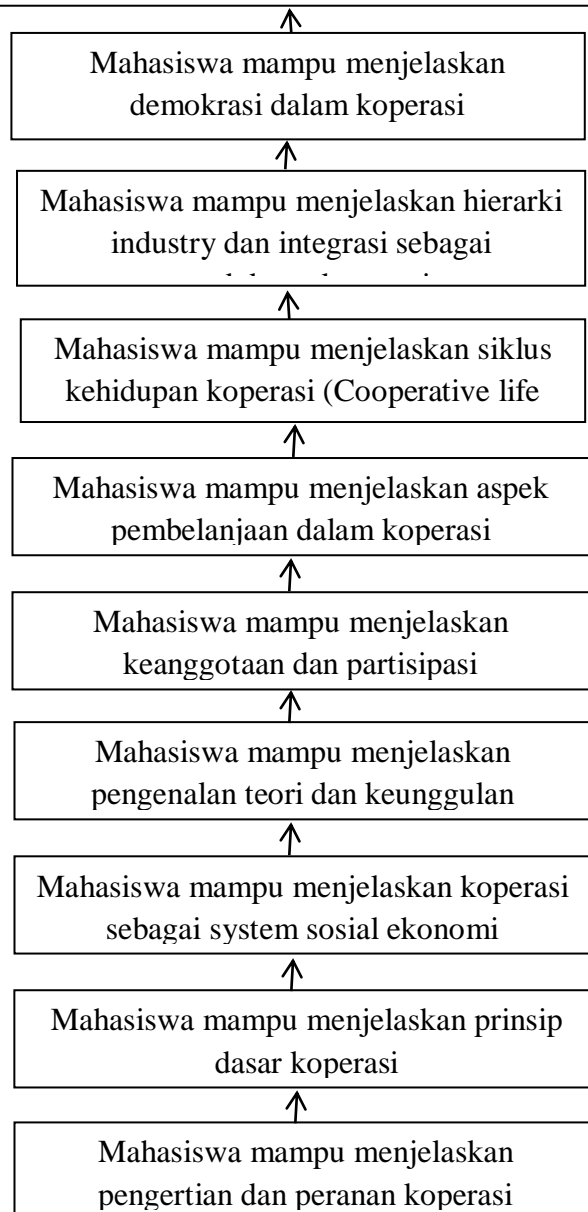 Mahasiswa mampu menjelaskan
demokrasi dalam koperasi
Mahasiswa mampu menjelaskan hierarki
industry dan integrasi sebagai
Mahasiswa mampu menjelaskan siklus
kehidupan koperasi (Cooperative life
Mahasiswa mampu menjelaskan aspek
pembelanjaan dalam koperasi
Mahasiswa mampu menjelaskan
keanggotaan dan partisipasi
Mahasiswa mampu menjelaskan
pengenalan teori dan keunggulan
Mahasiswa mampu menjelaskan koperasi
sebagai system sosial ekonomi
Mahasiswa mampu menjelaskan prinsip
dasar koperasi
Mahasiswa mampu menjelaskan
pengertian dan peranan koperasi